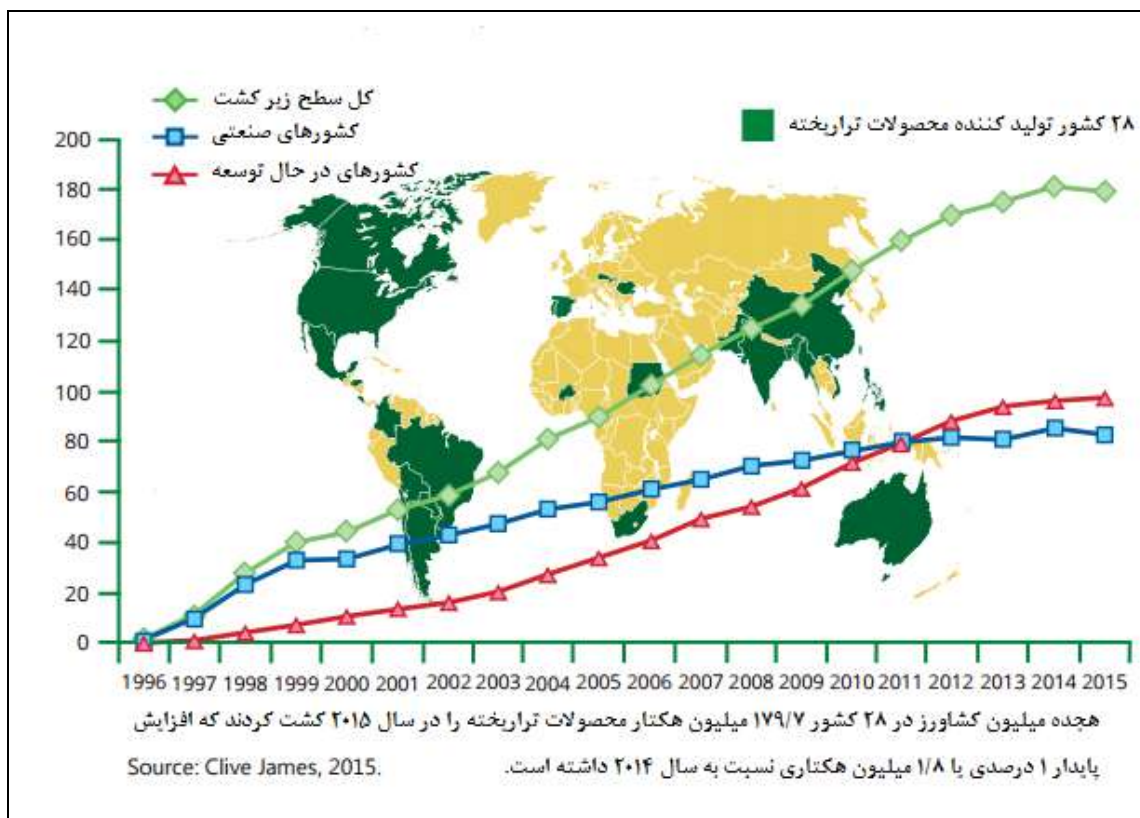 کل سطح زیر کشت
کشورهای صنعتی
کشورهای در حال توسعه
۲۸ کشور تولید کننده محصولات تراریخته
200
180
160
140
120
100
80
60
40
20
0
1996 1997 1998 1999 2000 2001 2002 2003 2004 2005 2006 2007 2008 2009 2010 2011 2012 2013 2014 2015
هجده میلیون کشاورز در ۲۸ کشور ۱۷۹/۷ میلیون هکتار محصولات تراریخته را در سال ۲۰۱۵ کشت کردند که افزایش
پایدار ۱ درصدی یا ۱/۸ میلیون هکتاری نسبت به سال ۲۰۱۴ داشته است.
Source: Clive James, 2015.